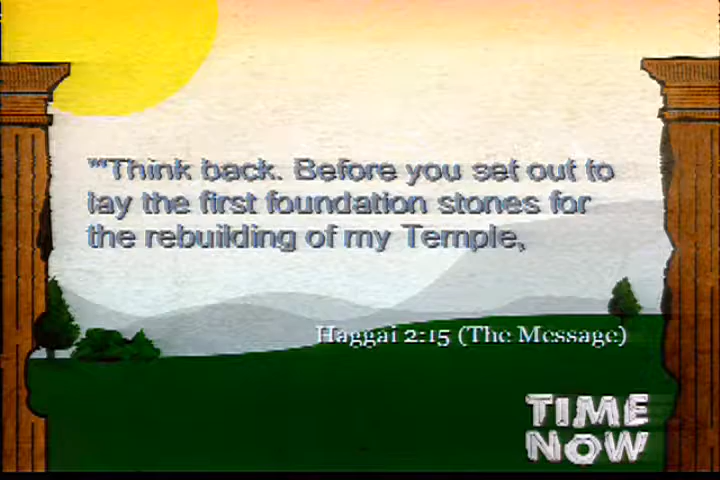 "'Think back. Before you set out to
lay the first foundation stones for
the rebuilding of my Temple,
Haggai 2:15 (The Message)
TIME
NOW